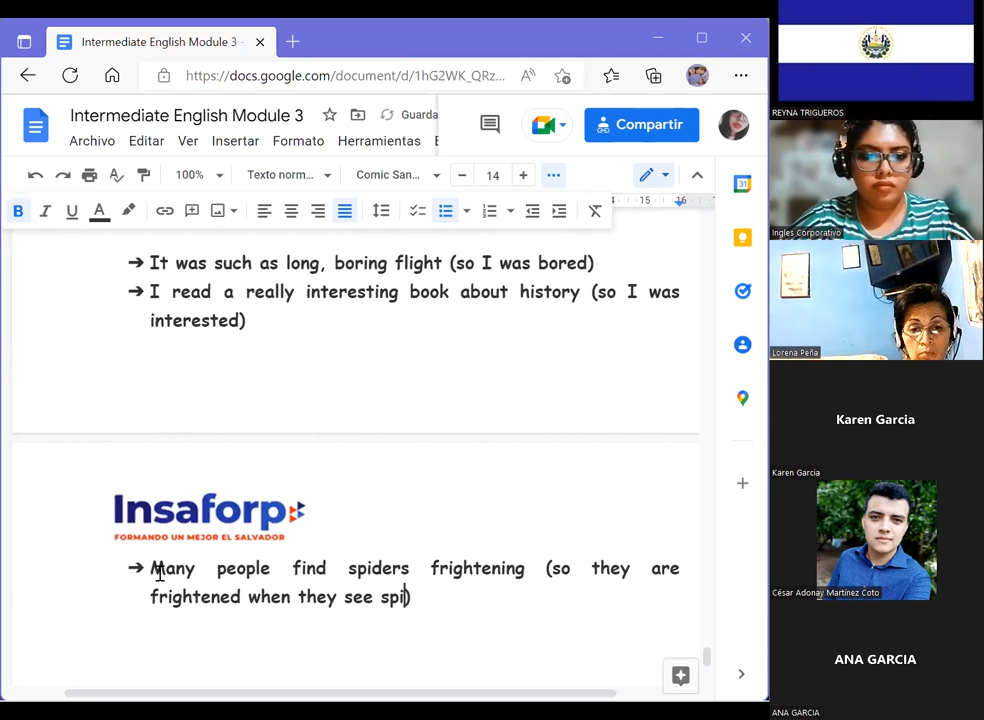 Intermediate English Module 3 -
https://docs.google.com/document/d/1hG2WK_QRz...
Intermediate English Module 3
Guarda
Compartir
Archivo Editar Ver Insertar Formato Herramientas
100% Texto norm... Comic San... 14
14 15 16
➔ It was such as long, boring flight (so I was bored)
➔ I read a really interesting book about history (so I was
interested)
Insaforp
FORMANDO UN MEJOR EL SALVADOR
➔ Many people find spiders frightening (so they are
frightened when they see spi)
31
REYNA TRIGUEROS
Ingles Corporativo
Lorena Peña
Karen Garcia
Karen Garcia
César Adonay Martínez Coto
ANA GARCIA
ANA GARCIA